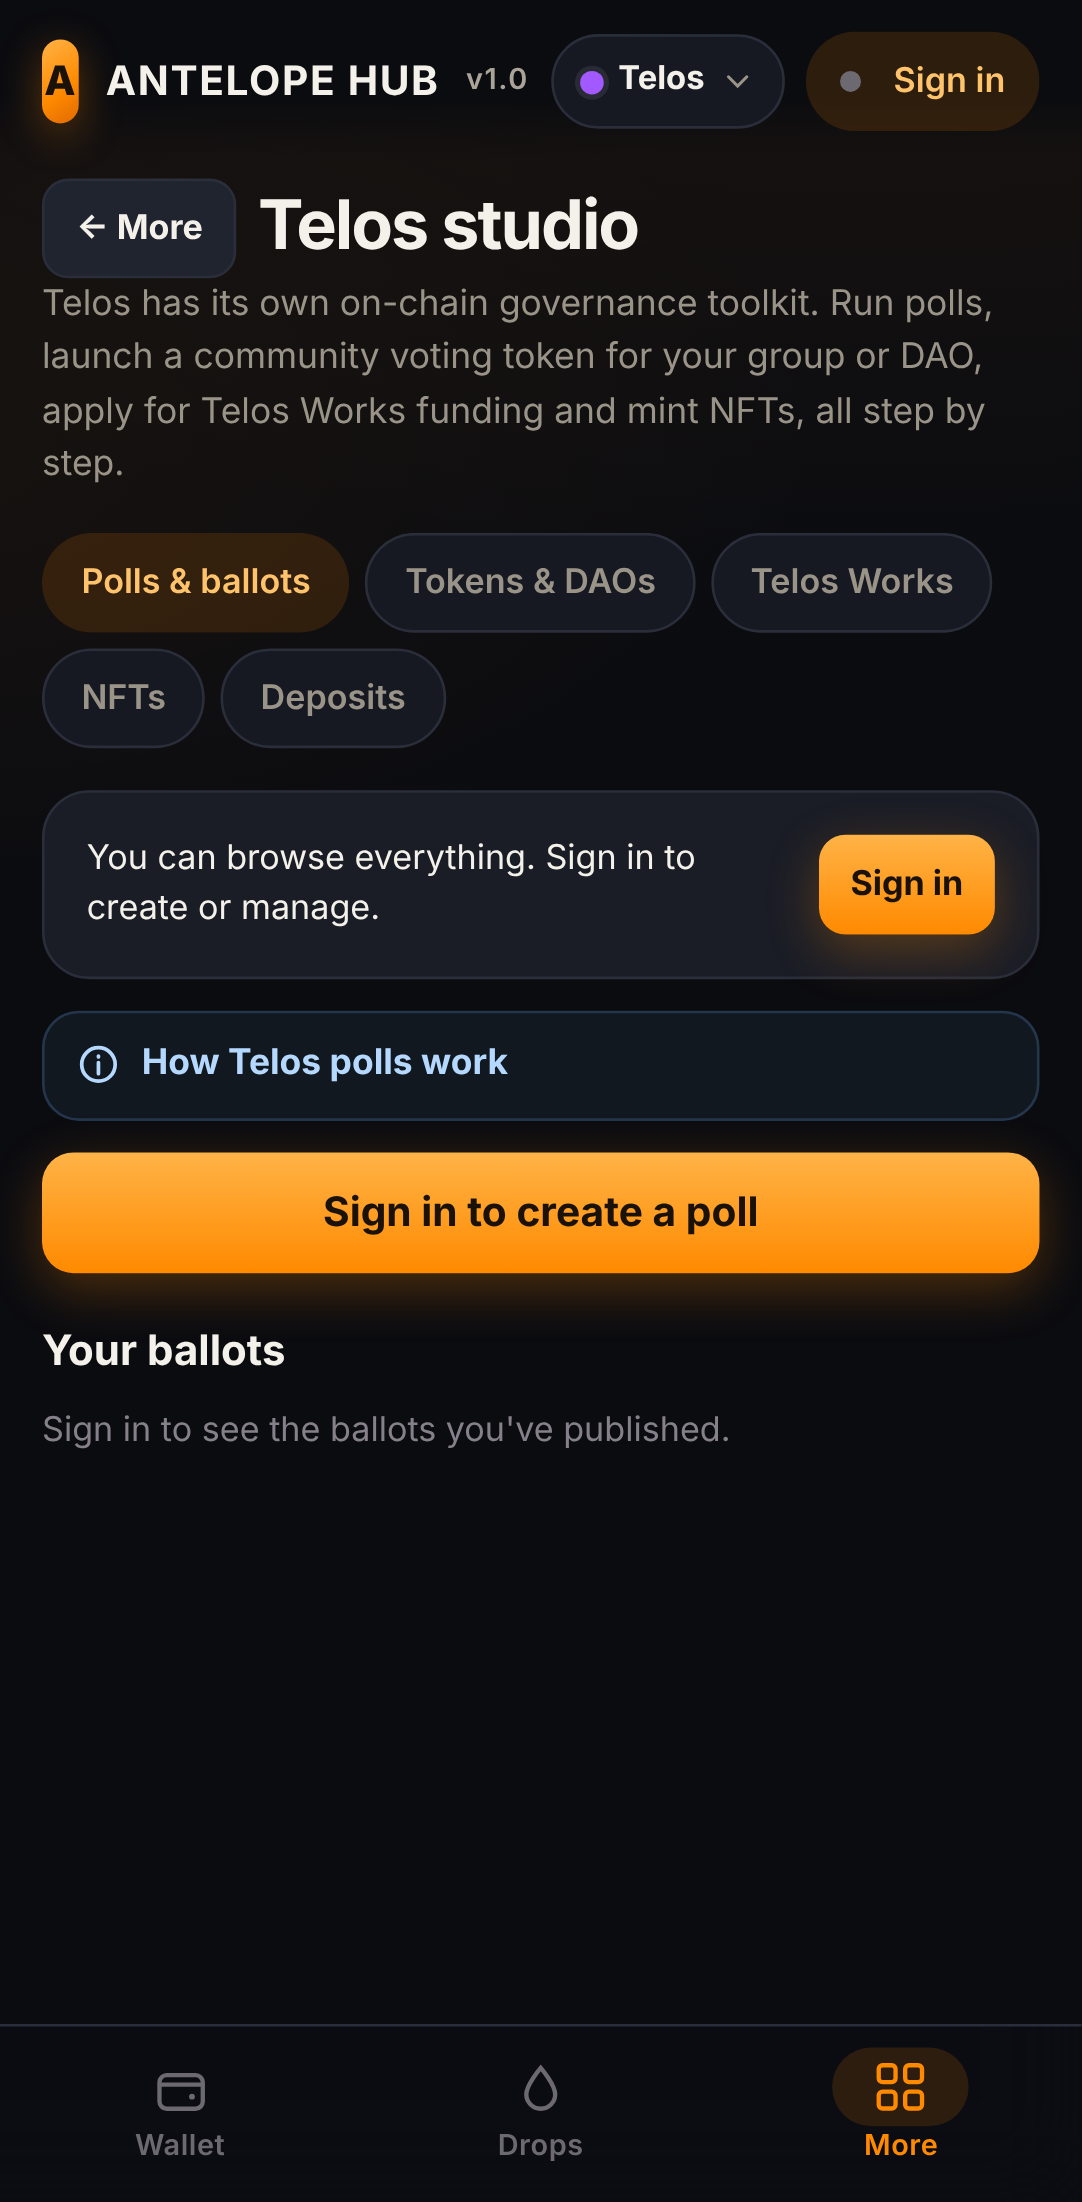 A ANTELOPE HUB v1.0 Telos Sign in
← More Telos studio
Telos has its own on-chain governance toolkit. Run polls,
launch a community voting token for your group or DAO,
apply for Telos Works funding and mint NFTs, all step by
step.
Polls & ballots Tokens & DAOs Telos Works
NFTs Deposits
You can browse everything. Sign in to
create or manage.
Sign in
How Telos polls work
Sign in to create a poll
Your ballots
Sign in to see the ballots you've published.
Wallet Drops More